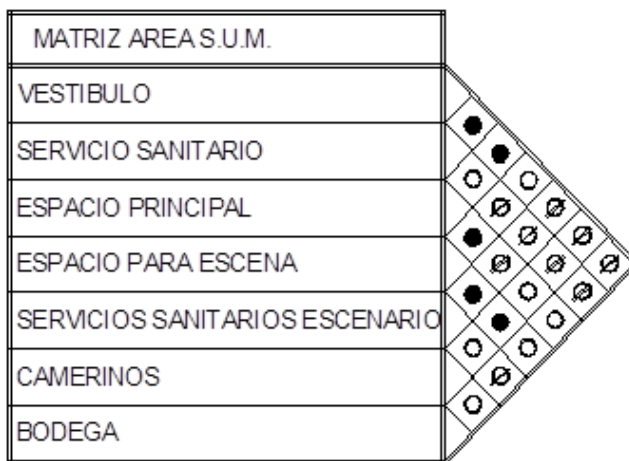 MATRIZ AREA S.U.M.
VESTIBULO
SERVICIO SANITARIO
ESPACIO PRINCIPAL
ESPACIO PARA ESCENA
SERVICIOS SANITARIOS ESCENARIO
CAMERINOS
BODEGA